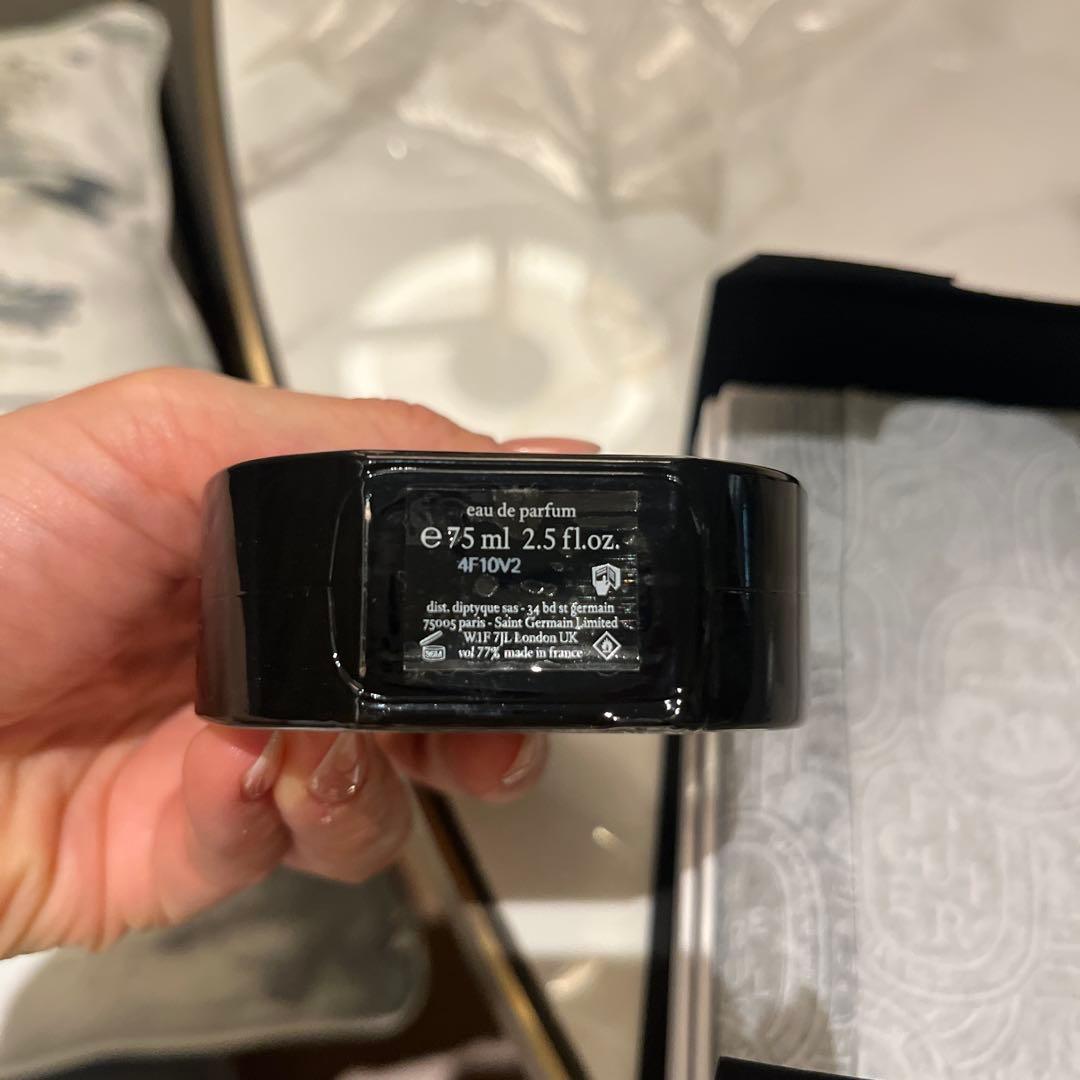 eau de parfum
e 75 ml 2.5 fl.oz.
4F10V2
dist. diptyque sas - 34 bd st germain
75005 paris - Saint Germain Limited
W1F 7JL London UK
36M vol 77% made in france